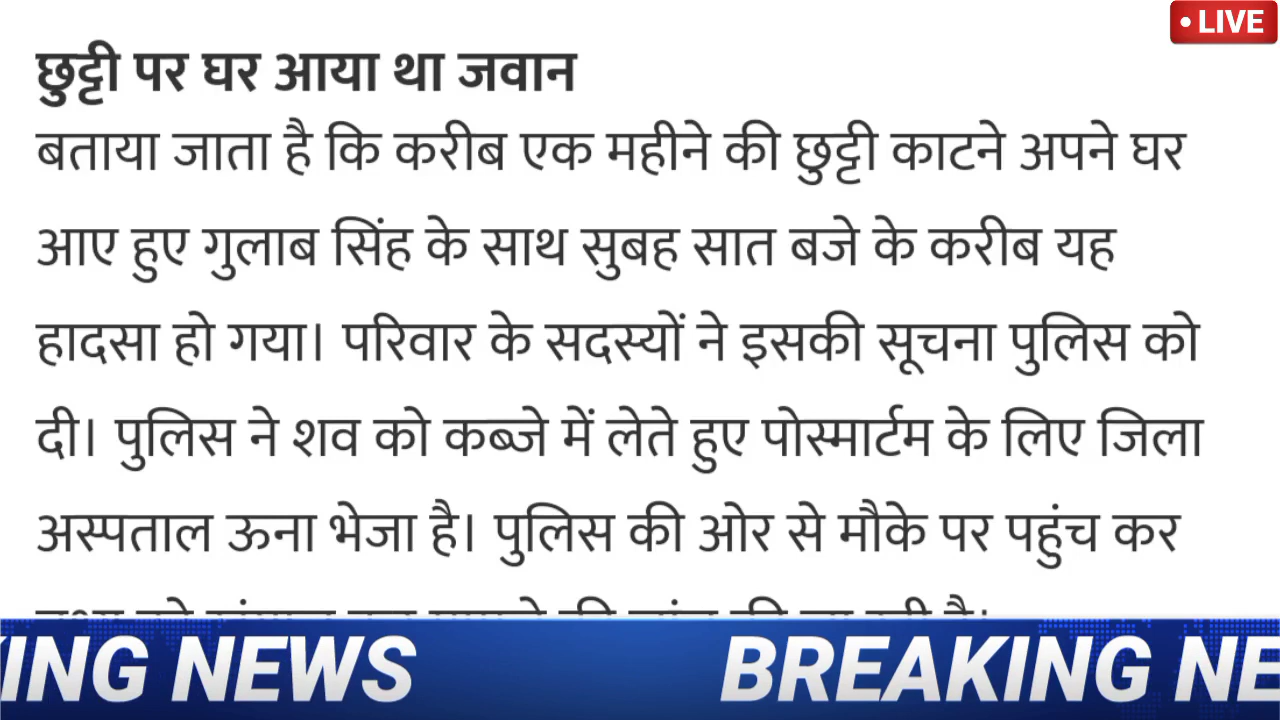 LIVE
छुट्टी पर घर आया था जवान
बताया जाता है कि करीब एक महीने की छुट्टी काटने अपने घर
आए हुए गुलाब सिंह के साथ सुबह सात बजे के करीब यह
हादसा हो गया। परिवार के सदस्यों ने इसकी सूचना पुलिस को
दी। पुलिस ने शव को कब्जे में लेते हुए पोस्मार्टम के लिए जिला
अस्पताल ऊना भेजा है। पुलिस की ओर से मौके पर पहुंच कर
KING NEWS BREAKING NE